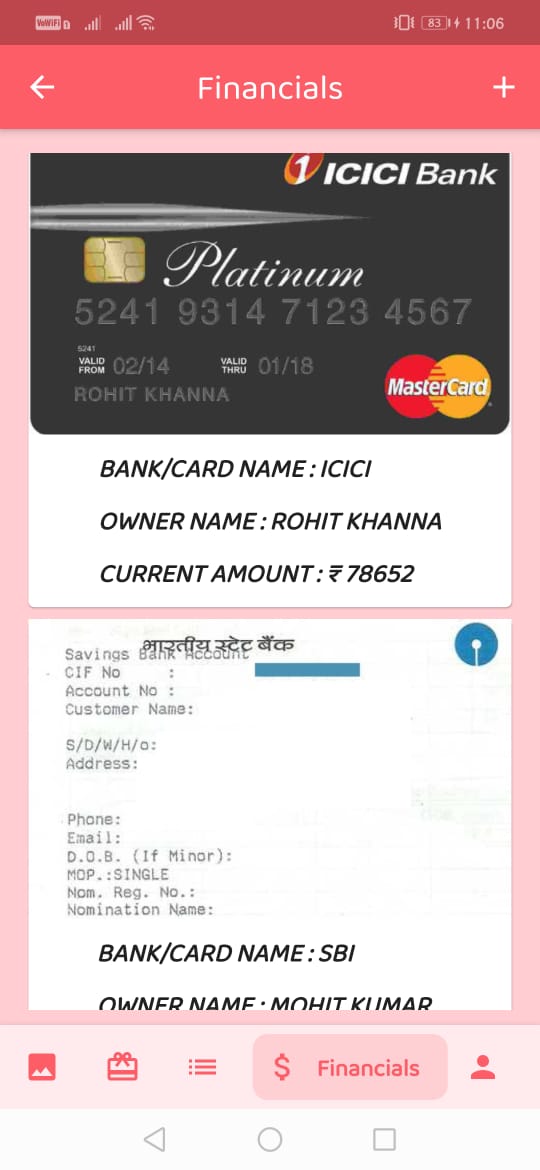 VoWiFi
83 11:06
Financials
ICICI Bank
Platinum
5241 9314 7123 4567
5241
VALID FROM 02/14 VALID THRU 01/18
ROHIT KHANNA
MasterCard
BANK/CARD NAME : ICICI
OWNER NAME : ROHIT KHANNA
CURRENT AMOUNT : ₹ 78652
भारतीय स्टेट बैंक
Savings Bank Account
CIF No :
Account No :
Customer Name:
S/D/W/H/o:
Address:
Phone:
Email:
D.O.B. (If Minor):
MOP.:SINGLE
Nom. Reg. No.:
Nomination Name:
BANK/CARD NAME : SBI
OWNER NAME : MOHIT KUMAR
Financials